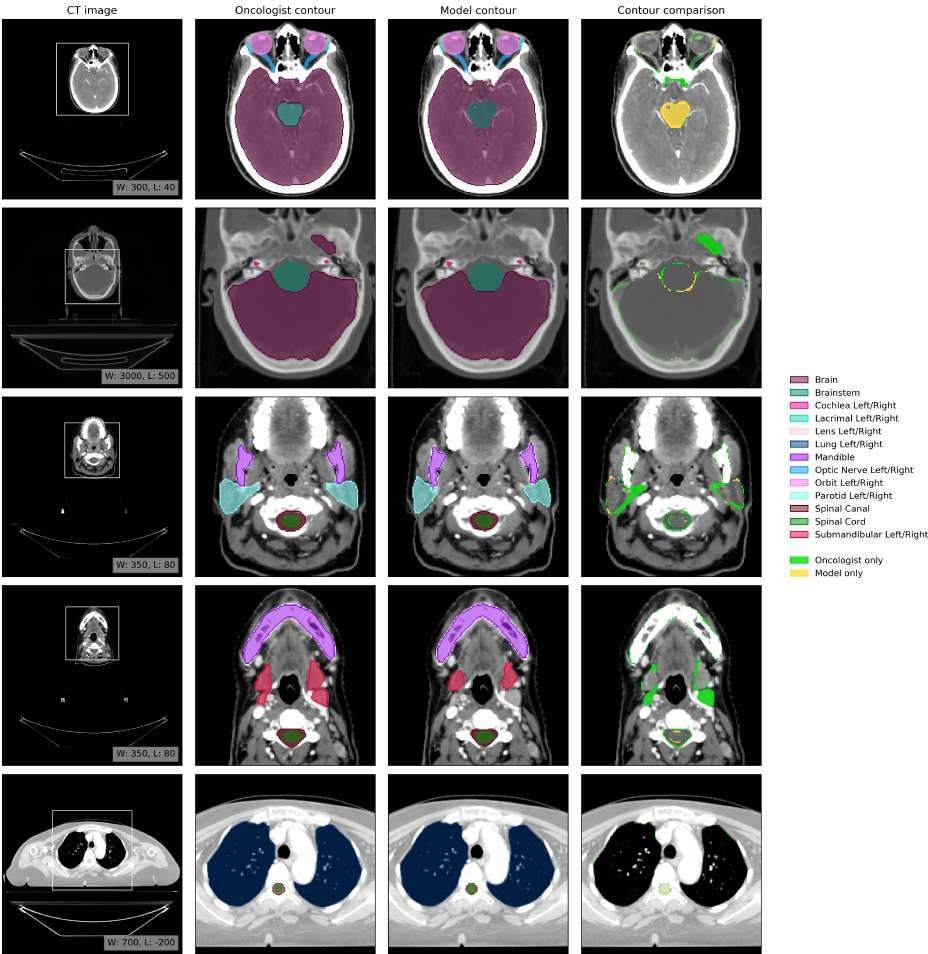 CT image
Oncologist contour
Model contour
Contour comparison
W: 300, L: 40
W: 3000, L: 500
W: 350, L: 80
W: 350, L: 80
W: 700, L: -200
Brain
Brainstem
Cochlea Left/Right
Lacrimal Left/Right
Lens Left/Right
Lung Left/Right
Mandible
Optic Nerve Left/Right
Orbit Left/Right
Parotid Left/Right
Spinal Canal
Spinal Cord
Submandibular Left/Right
Oncologist only
Model only